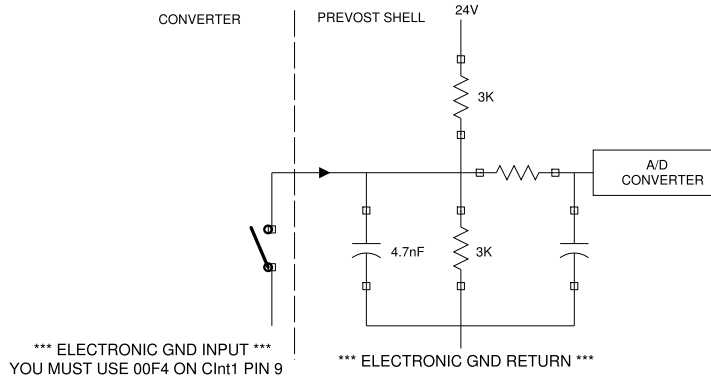 CONVERTER
PREVOST SHELL
24V
3K
A/D
CONVERTER
4.7nF
3K
*** ELECTRONIC GND INPUT ***
YOU MUST USE 00F4 ON CInt1 PIN 9
*** ELECTRONIC GND RETURN ***